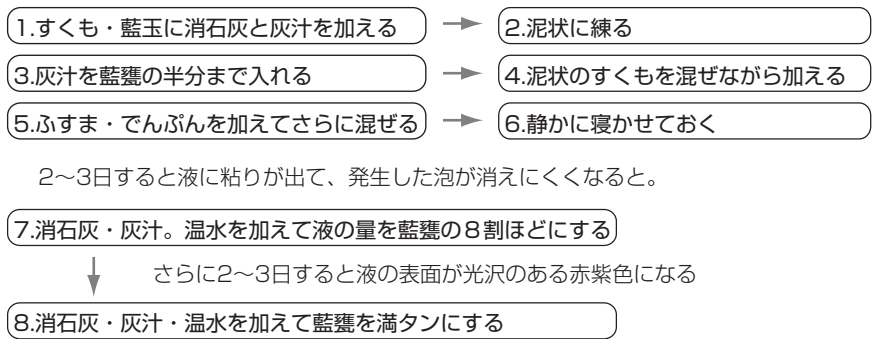 1.すくも・藍玉に消石灰と灰汁を加える
2.泥状に練る
3.灰汁を藍甕の半分まで入れる
4.泥状のすくもを混ぜながら加える
5.ふすま・でんぷんを加えてさらに混ぜる
6.静かに寝かせておく
2〜3日すると液に粘りが出て、発生した泡が消えにくくなると。
7.消石灰・灰汁。温水を加えて液の量を藍甕の８割ほどにする
さらに2〜3日すると液の表面が光沢のある赤紫色になる
8.消石灰・灰汁・温水を加えて藍甕を満タンにする